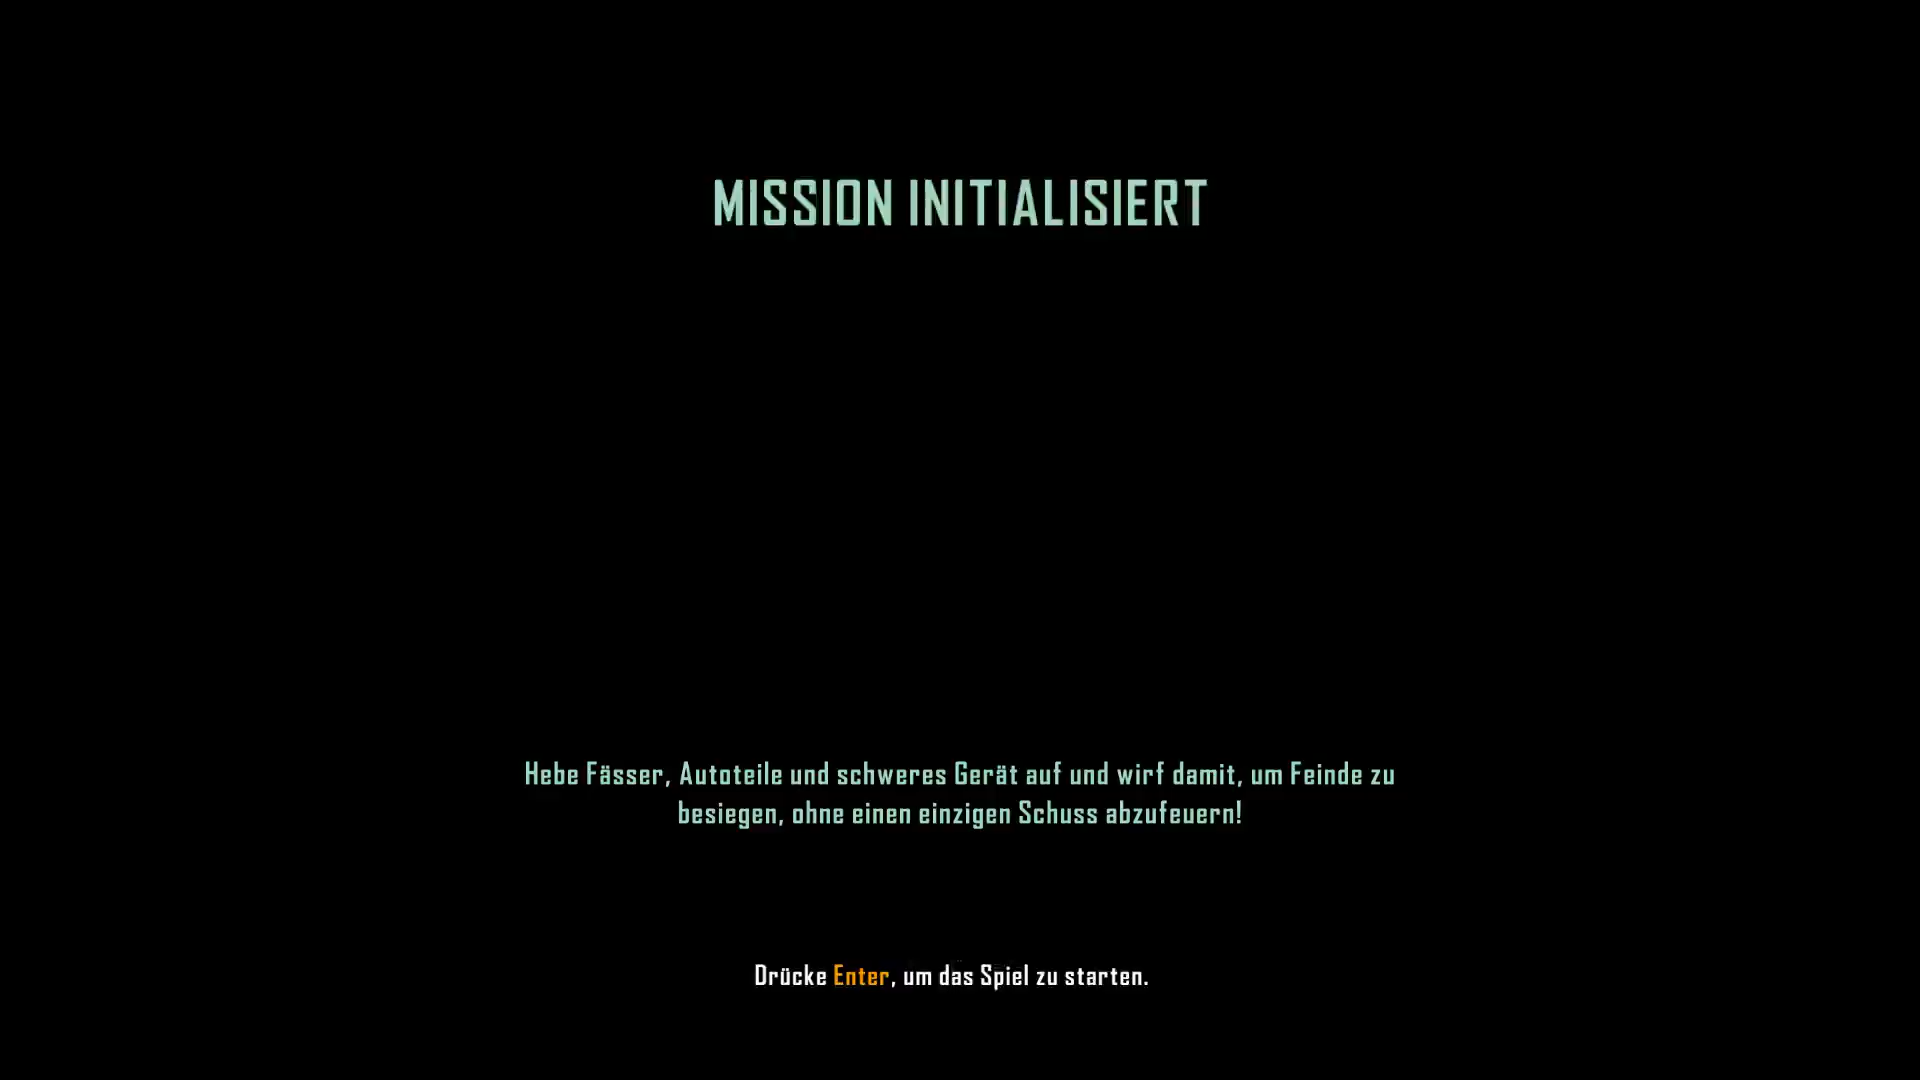 MISSION INITIALISIERT
Hebe Fässer, Autoteile und schweres Gerät auf und wirf damit, um Feinde zu
besiegen, ohne einen einzigen Schuss abzufeuern!
Drücke Enter, um das Spiel zu starten.